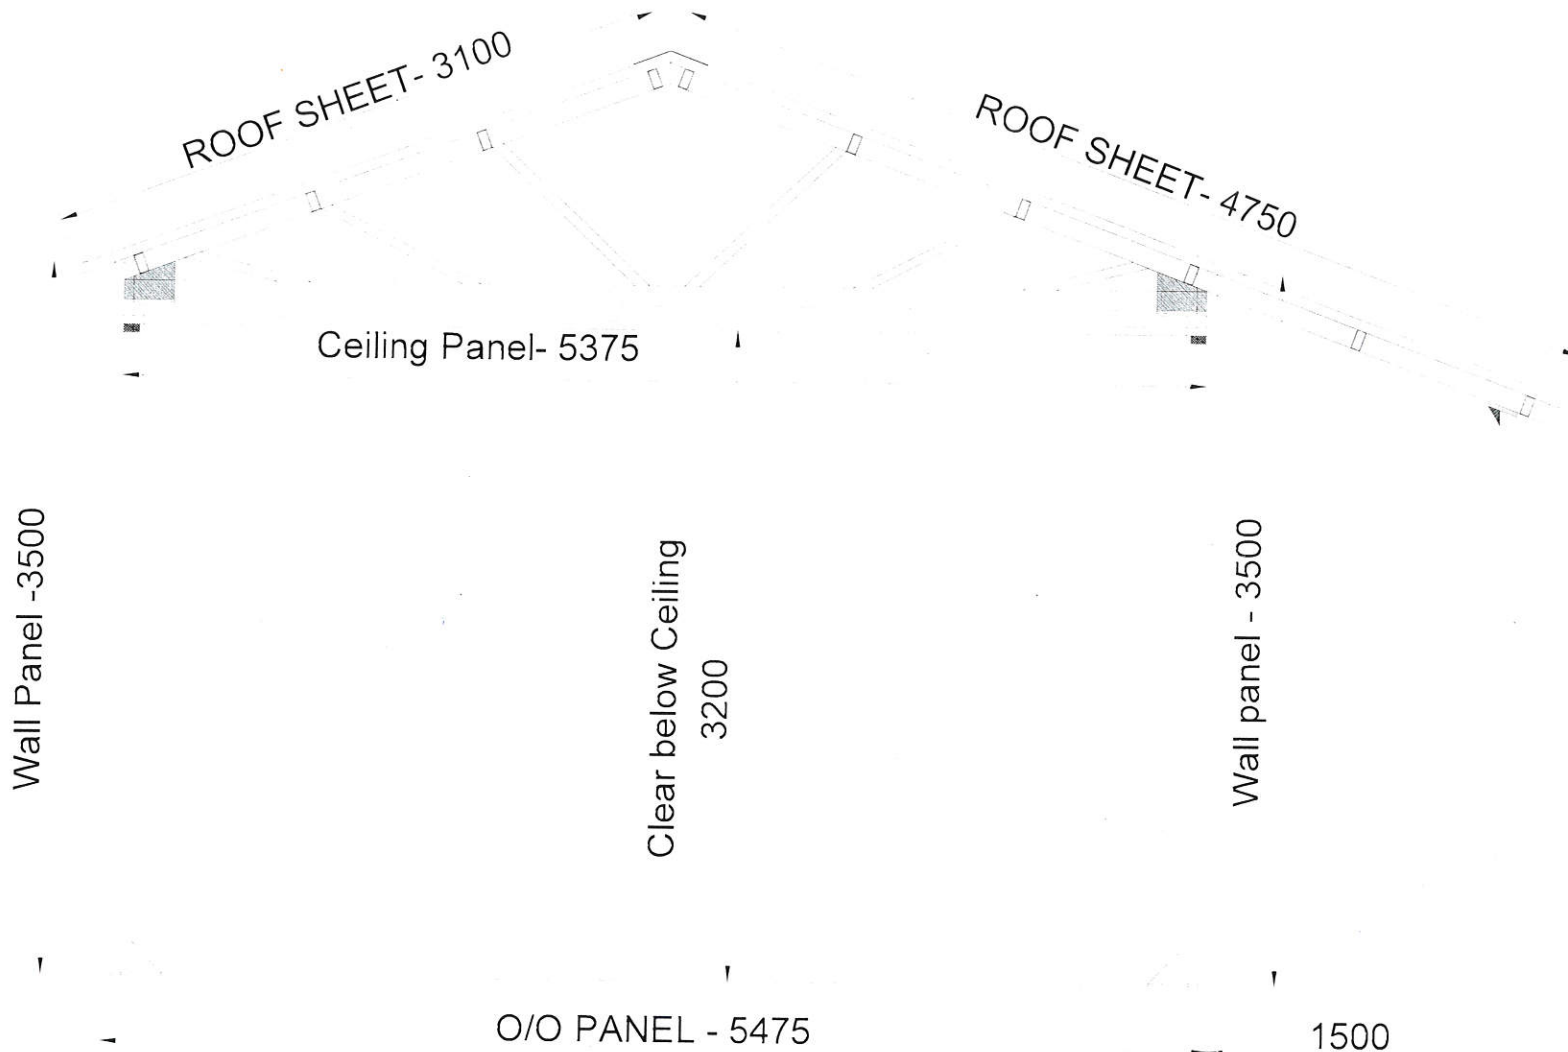 ROOF SHEET- 3100
ROOF SHEET- 4750
Ceiling Panel- 5375
Wall Panel -3500
Clear below Ceiling
3200
Wall panel - 3500
O/O PANEL - 5475
1500